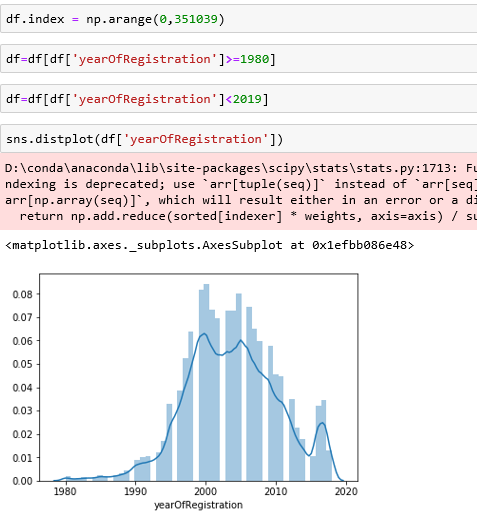 df.index = np.arange(0,351039)
df=df[df['yearOfRegistration']>=1980]
df=df[df['yearOfRegistration']<2019]
sns.distplot(df['yearOfRegistration'])
D:\conda\anaconda\lib\site-packages\scipy\stats\stats.py:1713: Fu
ndexing is deprecated; use `arr[tuple(seq)]` instead of `arr[seq]
arr[np.array(seq)]`, which will result either in an error or a di
return np.add.reduce(sorted[indexer] * weights, axis=axis) / su
<matplotlib.axes._subplots.AxesSubplot at 0x1efbb086e48>
0.08
0.07
0.06
0.05
0.04
0.03
0.02
0.01
0.00
1980 1990 2000 2010 2020
yearOfRegistration